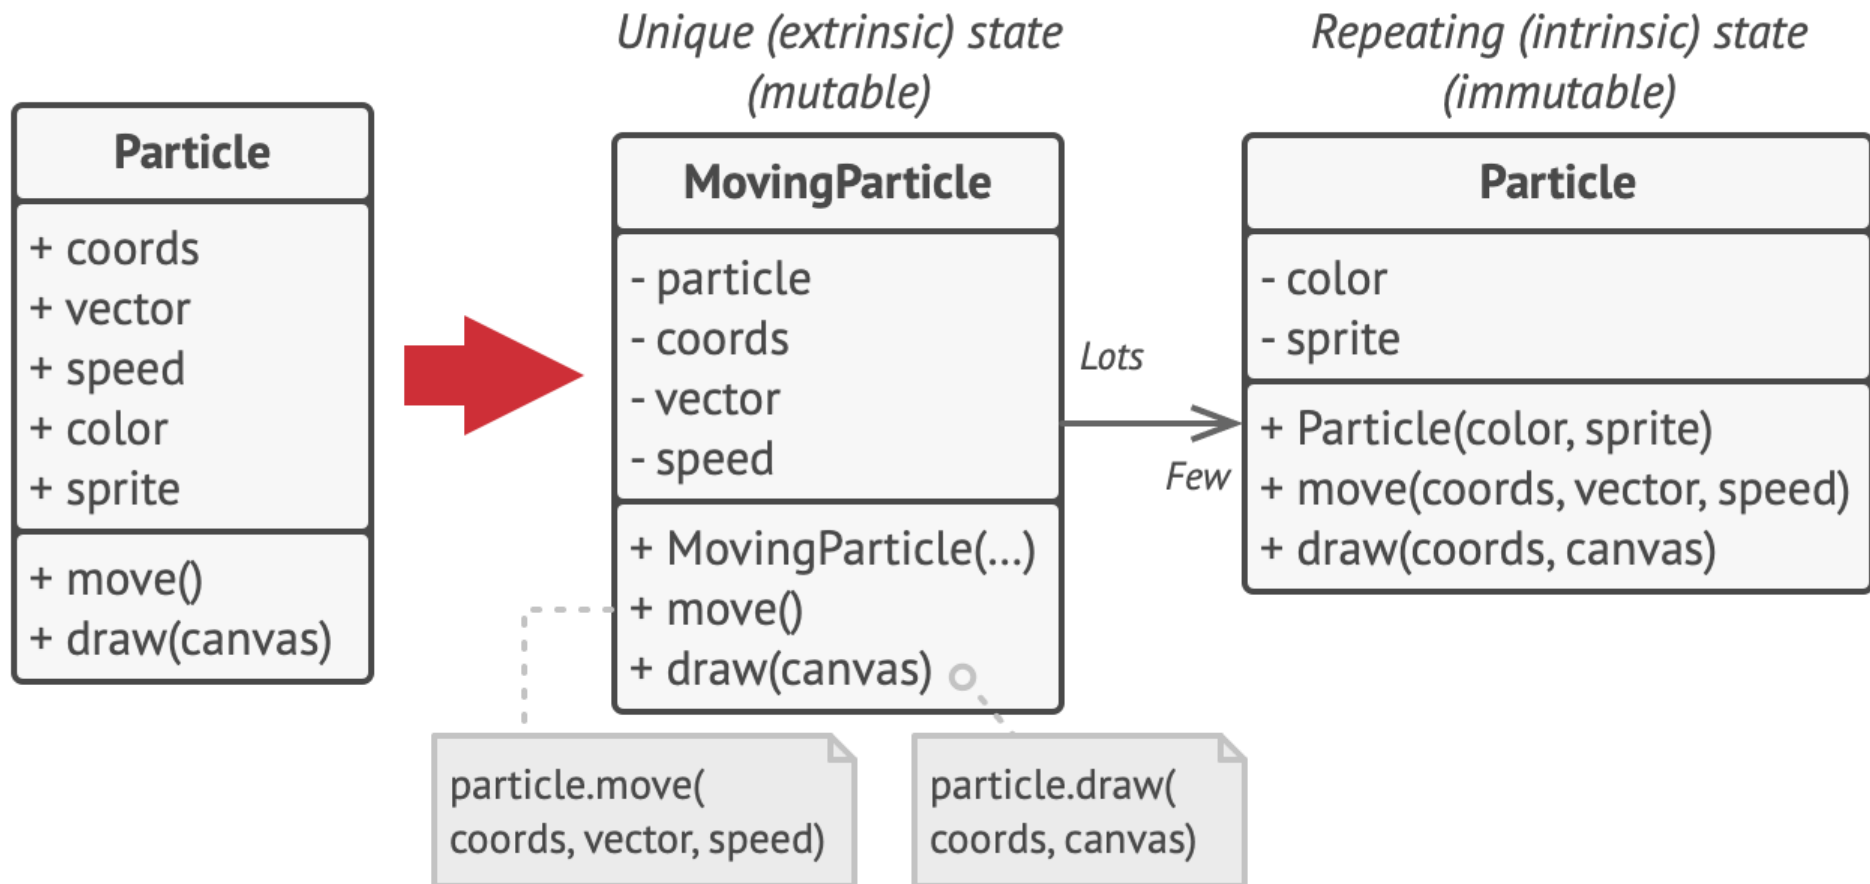 Particle
+ coords
+ vector
+ speed
+ color
+ sprite
+ move()
+ draw(canvas)
Unique (extrinsic) state
(mutable)
MovingParticle
- particle
- coords
- vector
- speed
+ MovingParticle(...)
+ move()
+ draw(canvas)
particle.move(
coords, vector, speed)
particle.draw(
coords, canvas)
Lots
Few
Repeating (intrinsic) state
(immutable)
Particle
- color
- sprite
+ Particle(color, sprite)
+ move(coords, vector, speed)
+ draw(coords, canvas)